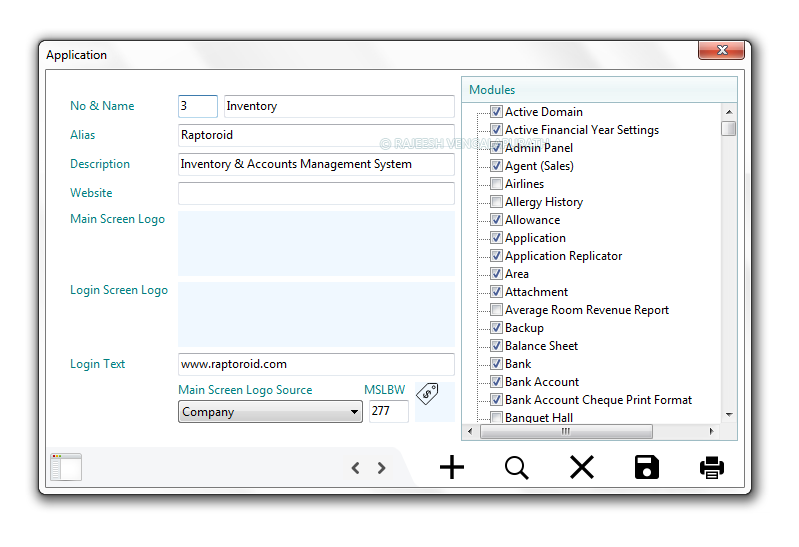 Application
No & Name
3
Inventory
Alias
Raptoroid
Description
Inventory & Accounts Management System
Website
Main Screen Logo
Login Screen Logo
Login Text
www.raptoroid.com
Main Screen Logo Source
MSLBW
Company
277
Modules
Active Domain
Active Financial Year Settings
Admin Panel
Agent (Sales)
Airlines
Allergy History
Allowance
Application
Application Replicator
Area
Attachment
Average Room Revenue Report
Backup
Balance Sheet
Bank
Bank Account
Bank Account Cheque Print Format
Banquet Hall
© RAJEESH